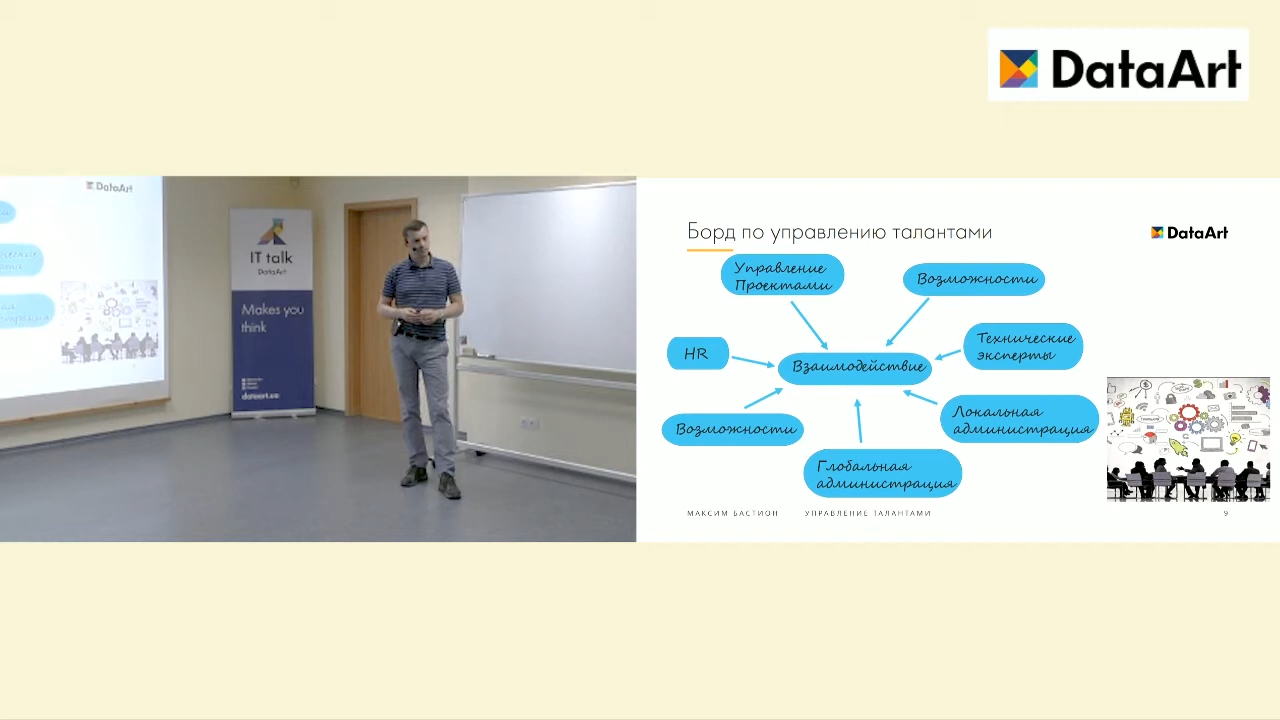 DataArt
DataArt
IT talk
DataArt
Makes you
think
dataart.ua
Борд по управлению талантами
DataArt
Управление
Проектами
Возможности
HR
Взаимодействие
Технические
эксперты
Возможности
Локальная
администрация
Глобальная
администрация
МАКСИМ БАСТИОН УПРАВЛЕНИЕ ТАЛАНТАМИ 9